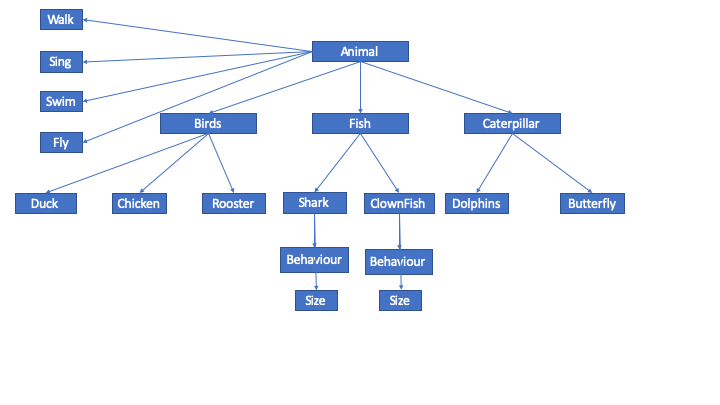 Walk
Animal
Sing
Swim
Fly
Birds
Fish
Caterpillar
Duck
Chicken
Rooster
Shark
ClownFish
Dolphins
Butterfly
Behaviour
Behaviour
Size
Size